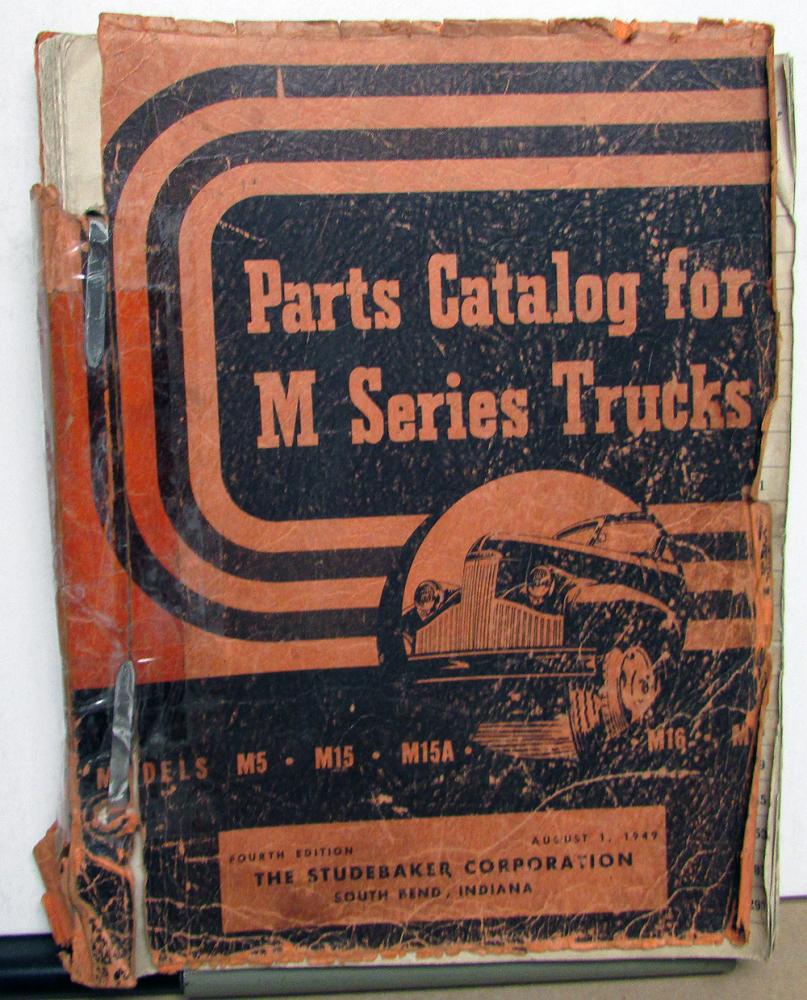 Parts Catalog for
M Series Trucks
M DELS M5 • M15 • M15A • M16 • M
FOURTH EDITION AUGUST 1, 1949
THE STUDEBAKER CORPORATION
SOUTH BEND, INDIANA